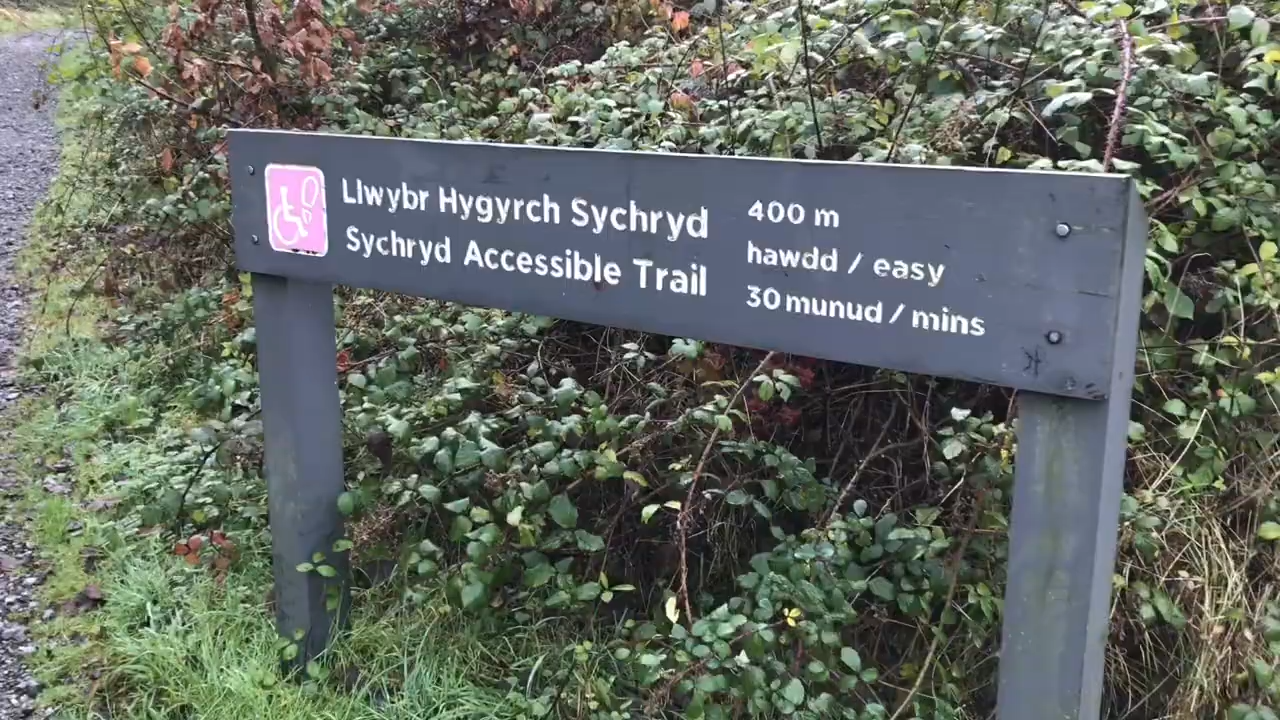 Llwybr Hygyrch Sychryd
Sychryd Accessible Trail
400 m
hawdd / easy
30 munud / mins